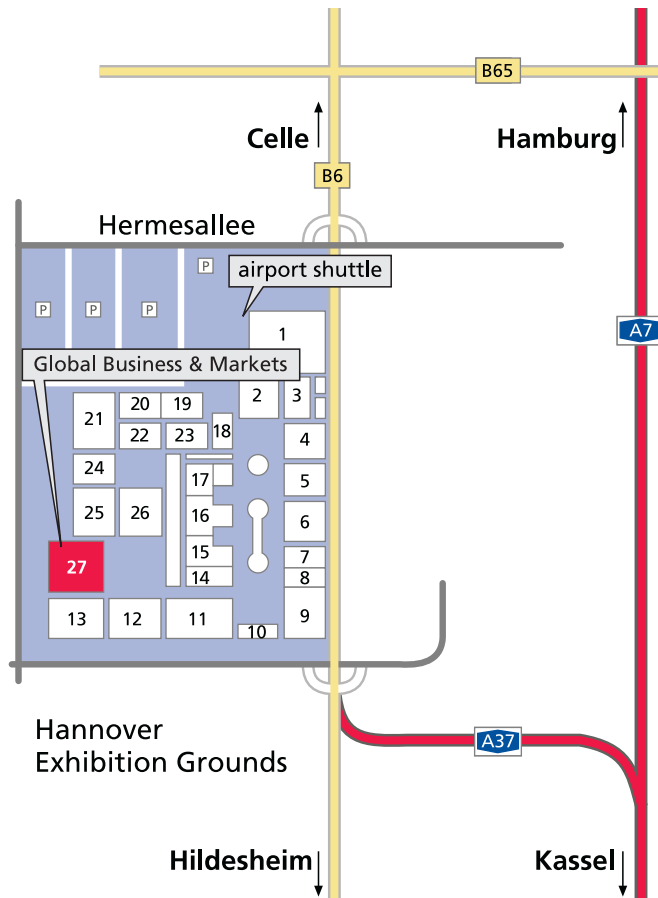 B65
Celle
Hamburg
B6
Hermesallee
P
airport shuttle
P
P
P
1
A7
Global Business & Markets
2
3
20
19
21
18
22
23
4
24
17
5
25
26
16
6
15
7
27
14
8
13
12
11
9
10
Hannover
Exhibition Grounds
A37
Hildesheim
Kassel